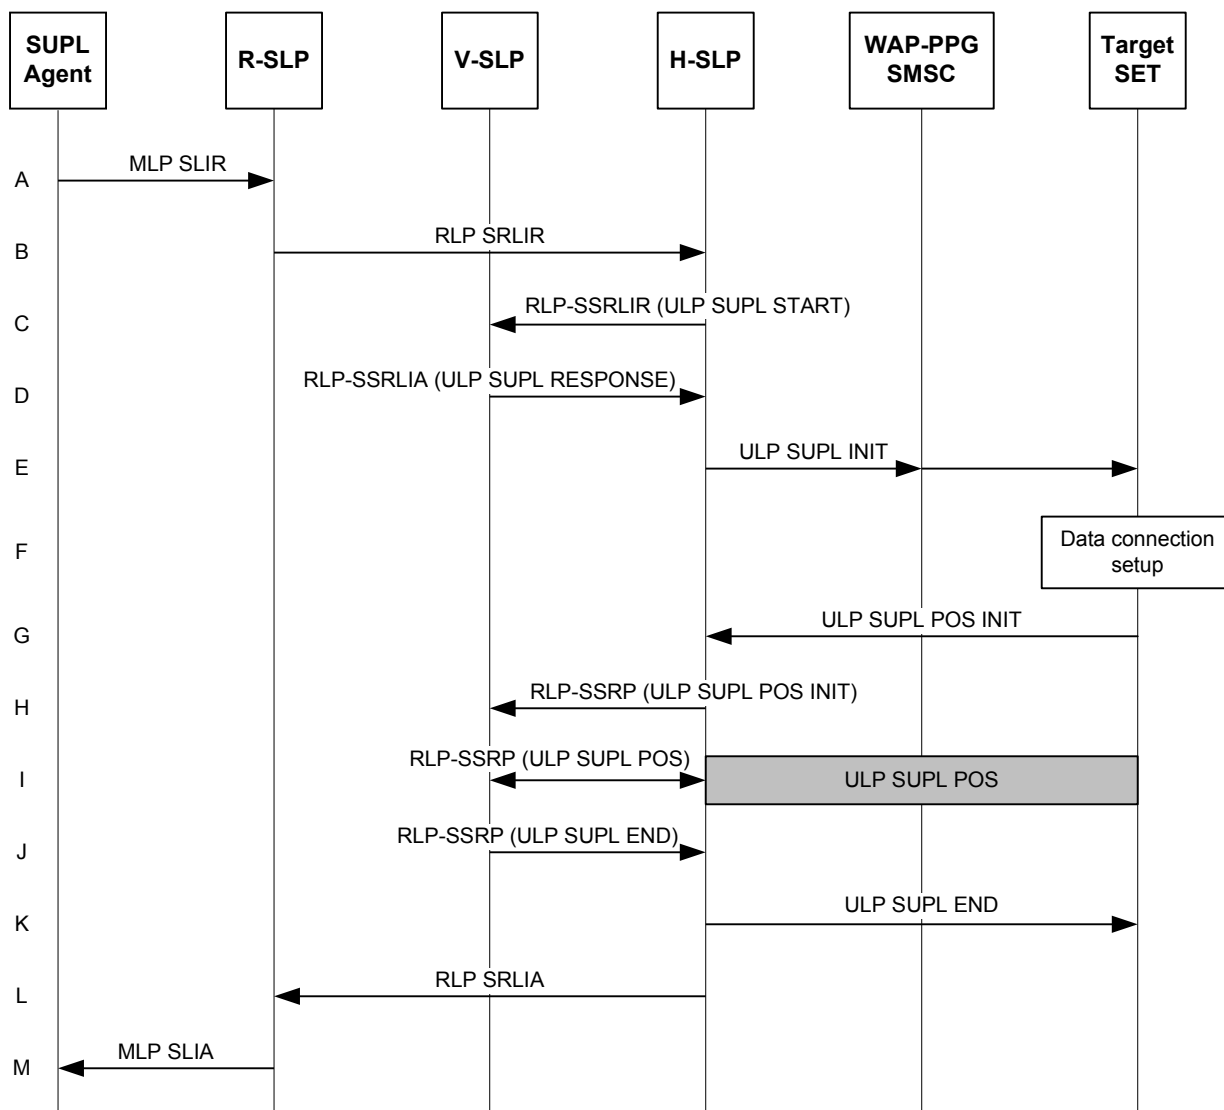 SUPL
Agent
R-SLP
V-SLP
H-SLP
WAP-PPG
SMSC
Target
SET
A
MLP SLIR
B
RLP SRLIR
C
RLP-SSRLIR (ULP SUPL START)
D
RLP-SSRLIA (ULP SUPL RESPONSE)
E
ULP SUPL INIT
F
Data connection
setup
G
ULP SUPL POS INIT
H
RLP-SSRP (ULP SUPL POS INIT)
I
RLP-SSRP (ULP SUPL POS)
ULP SUPL POS
J
RLP-SSRP (ULP SUPL END)
K
ULP SUPL END
L
RLP SRLIA
M
MLP SLIA